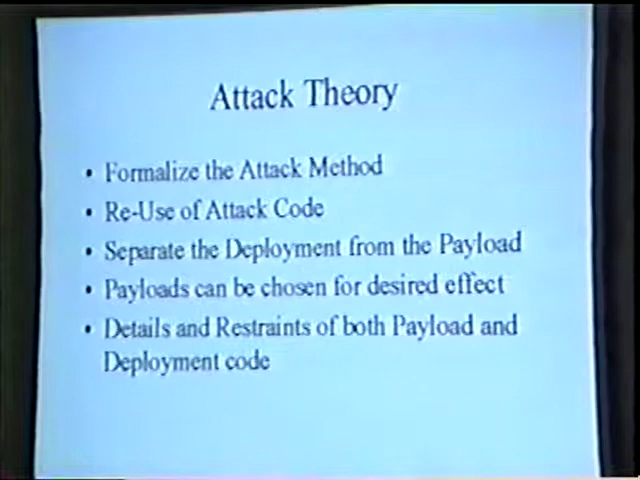 Attack Theory
• Formalize the Attack Method
• Re-Use of Attack Code
• Separate the Deployment from the Payload
• Payloads can be chosen for desired effect
• Details and Restraints of both Payload and
Deployment code